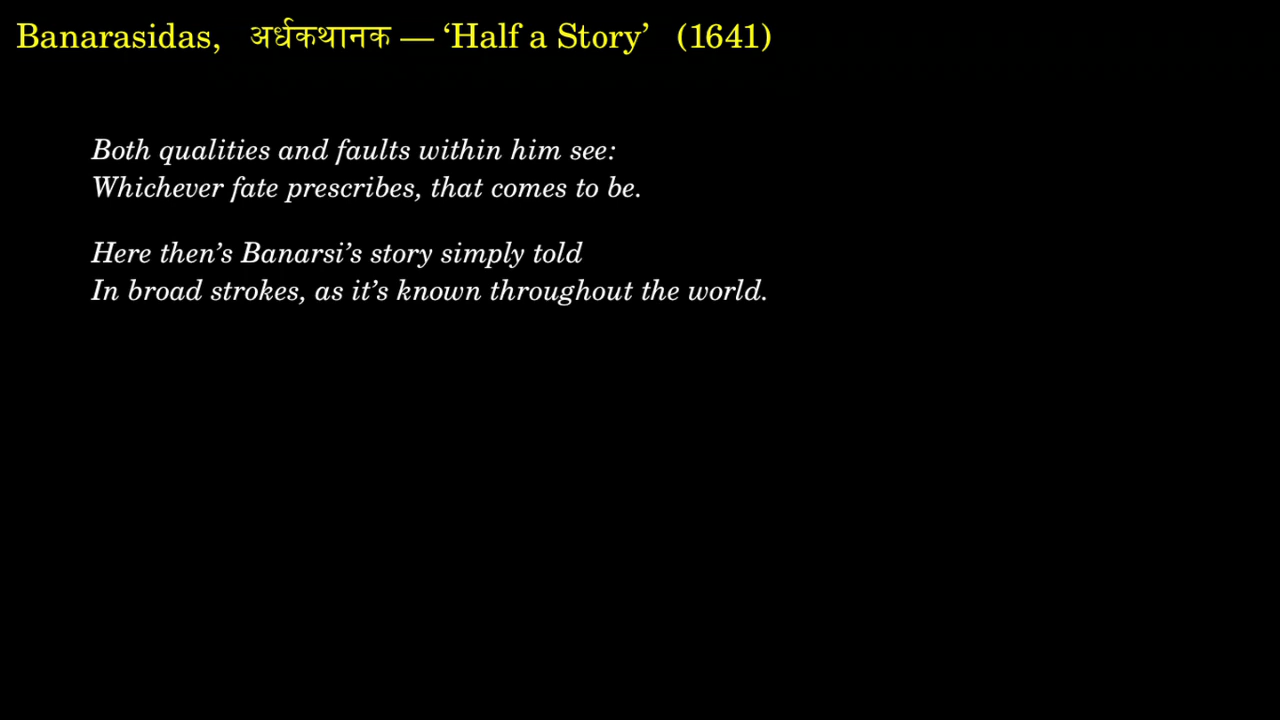 Banarasidas, अर्धकथानक — ‘Half a Story’ (1641)
Both qualities and faults within him see:
Whichever fate prescribes, that comes to be.
Here then’s Banarsi’s story simply told
In broad strokes, as it’s known throughout the world.